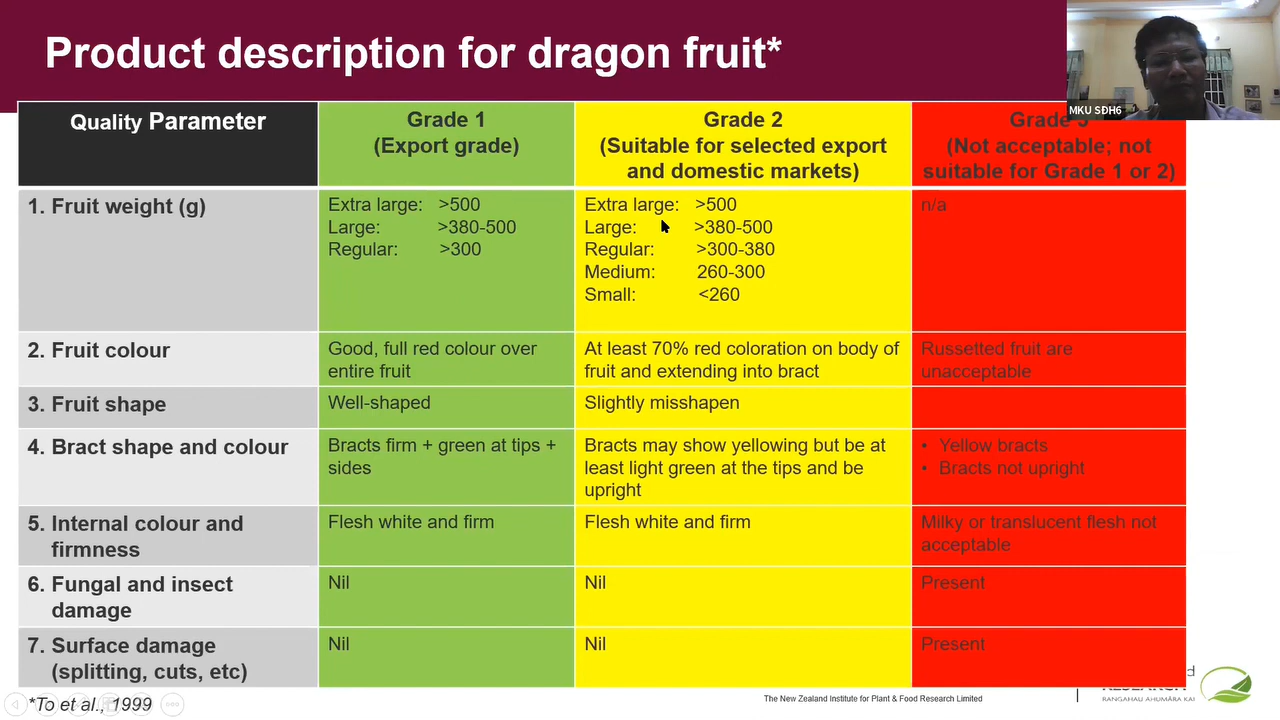 Product description for dragon fruit*
MKU SĐH6
Quality Parameter
Grade 1
(Export grade)
Grade 2
(Suitable for selected export
and domestic markets)
Grade
(Not acceptable; not
suitable for Grade 1 or 2)
1. Fruit weight (g)
Extra large: >500
Large: >380-500
Regular: >300
Extra large: >500
Large: >380-500
Regular: >300-380
Medium: 260-300
Small: <260
n/a
2. Fruit colour
Good, full red colour over
entire fruit
At least 70% red coloration on body of
fruit and extending into bract
Russetted fruit are
unacceptable
3. Fruit shape
Well-shaped
Slightly misshapen
4. Bract shape and colour
Bracts firm + green at tips +
sides
Bracts may show yellowing but be at
least light green at the tips and be
upright
• Yellow bracts
• Bracts not upright
5. Internal colour and
firmness
Flesh white and firm
Flesh white and firm
Milky or translucent flesh not
acceptable
6. Fungal and insect
damage
Nil
Nil
Present
7. Surface damage
(splitting, cuts, etc)
Nil
Nil
Present
*To et al., 1999
The New Zealand Institute for Plant & Food Research Limited
RANGAHAU AHUMĀRA KAI